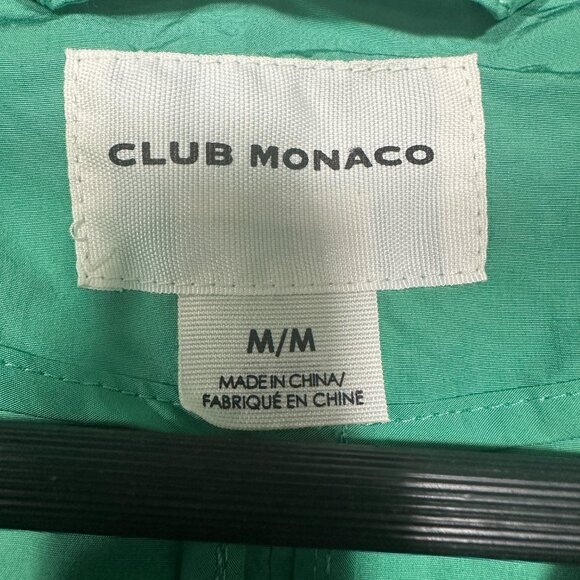 CLUB MONACO
M/M
MADE IN CHINA/
FABRIQUÉ EN CHINE